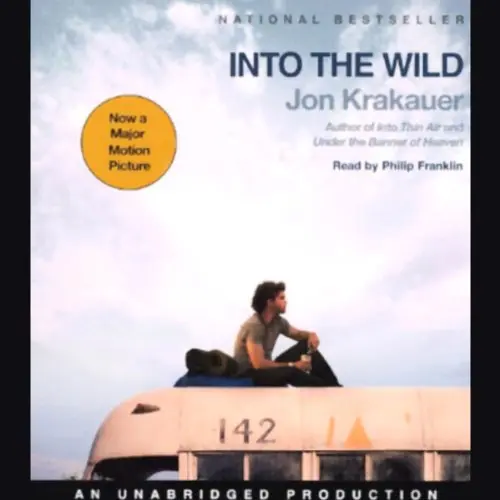 NATIONAL BESTSELLER
INTO THE WILD
Jon Krakauer
Author of Into Thin Air and
Under the Banner of Heaven
Read by Philip Franklin
Now a
Major
Motion
Picture
142
AN UNABRIDGED PRODUCTION